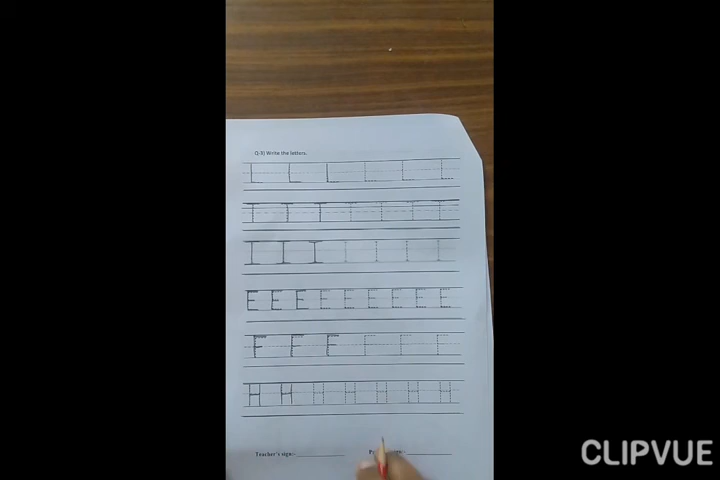 Q-3) Write the letters.
L L L L L L
T T T T T T T
I I I I I I I
E E E E E E E E E
F F F F F F
H H H H H H H
Teacher's sign:-
CLIPVUE